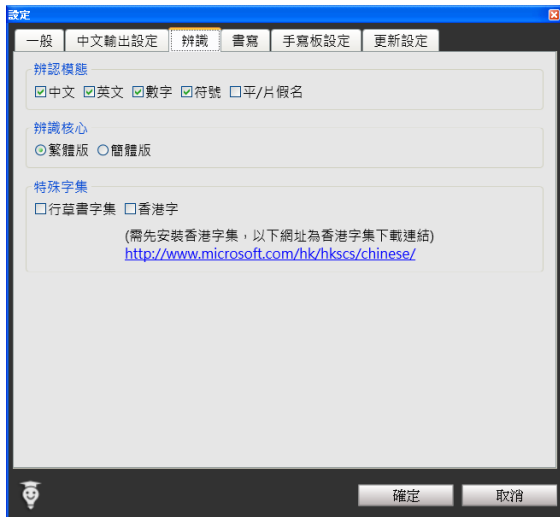 設定
一般 中文輸出設定 辨識 書寫 手寫板設定 更新設定
辨認模態
中文 英文 數字 符號 平/片假名
辨識核心
繁體版 簡體版
特殊字集
行草書字集 香港字
(需先安裝香港字集，以下網址為香港字集下載連結)
http://www.microsoft.com/hk/hkscs/chinese/
確定 取消